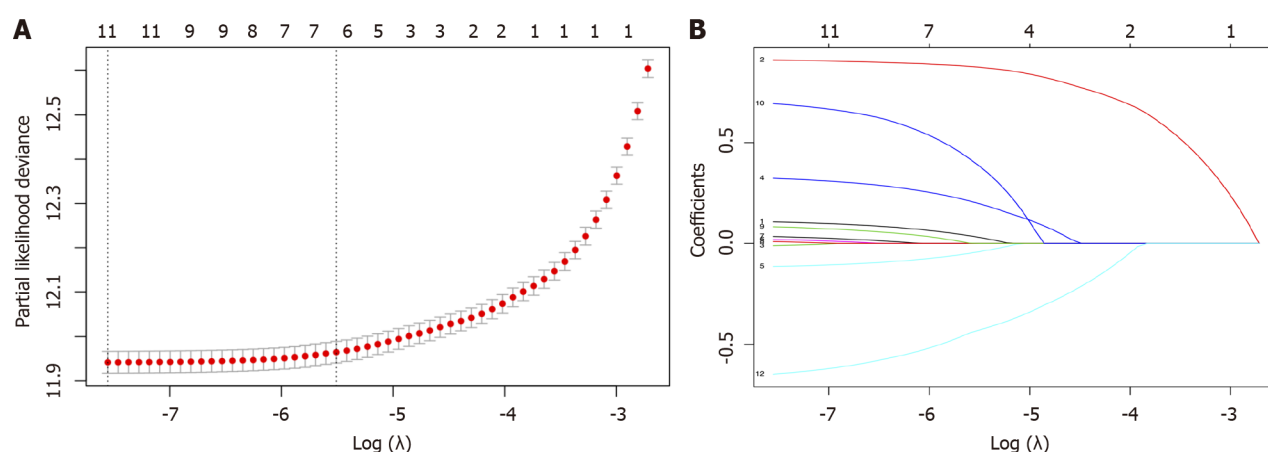 A
11 11 9 9 8 7 7 6 5 3 3 2 2 1 1 1 1
Partial likelihood deviance
12.5
12.3
12.1
11.9
-7 -6 -5 -4 -3
Log (λ)
B
11 7 4 2 1
Coefficients
0.5
0.0
-0.5
2
10
4
1
9
7
3
5
12
-7 -6 -5 -4 -3
Log (λ)